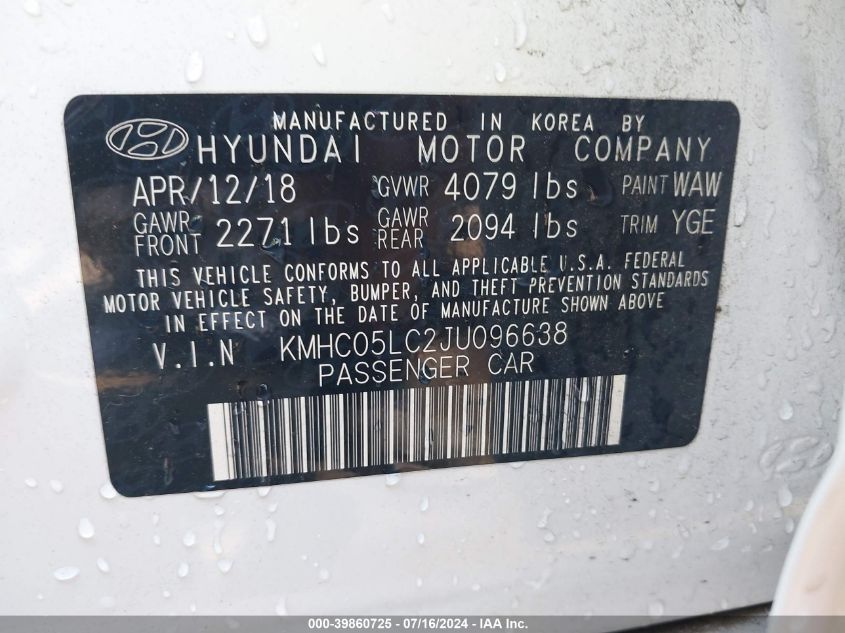 MANUFACTURED IN KOREA BY
HYUNDAI MOTOR COMPANY
APR/12/18 GVWR 4079 lbs PAINT WAW
GAWR FRONT 2271 lbs GAWR REAR 2094 lbs TRIM YGE
THIS VEHICLE CONFORMS TO ALL APPLICABLE U.S.A. FEDERAL
MOTOR VEHICLE SAFETY, BUMPER, AND THEFT PREVENTION STANDARDS
IN EFFECT ON THE DATE OF MANUFACTURE SHOWN ABOVE
V.I.N KMHC05LC2JU096638
PASSENGER CAR
000-39860725 - 07/16/2024 - IAA Inc.